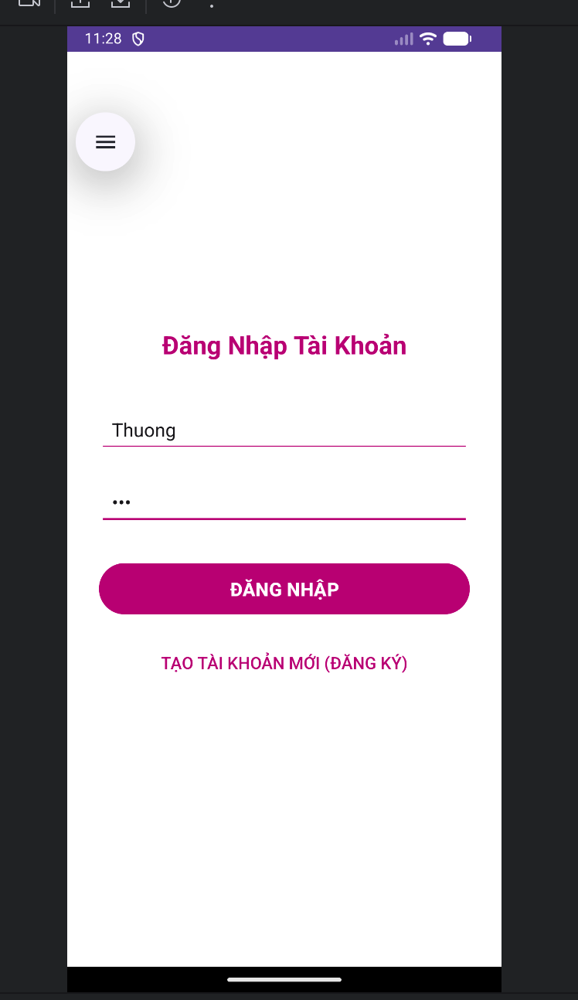 11:28
Đăng Nhập Tài Khoản
Thuong
•••
ĐĂNG NHẬP
TẠO TÀI KHOẢN MỚI (ĐĂNG KÝ)